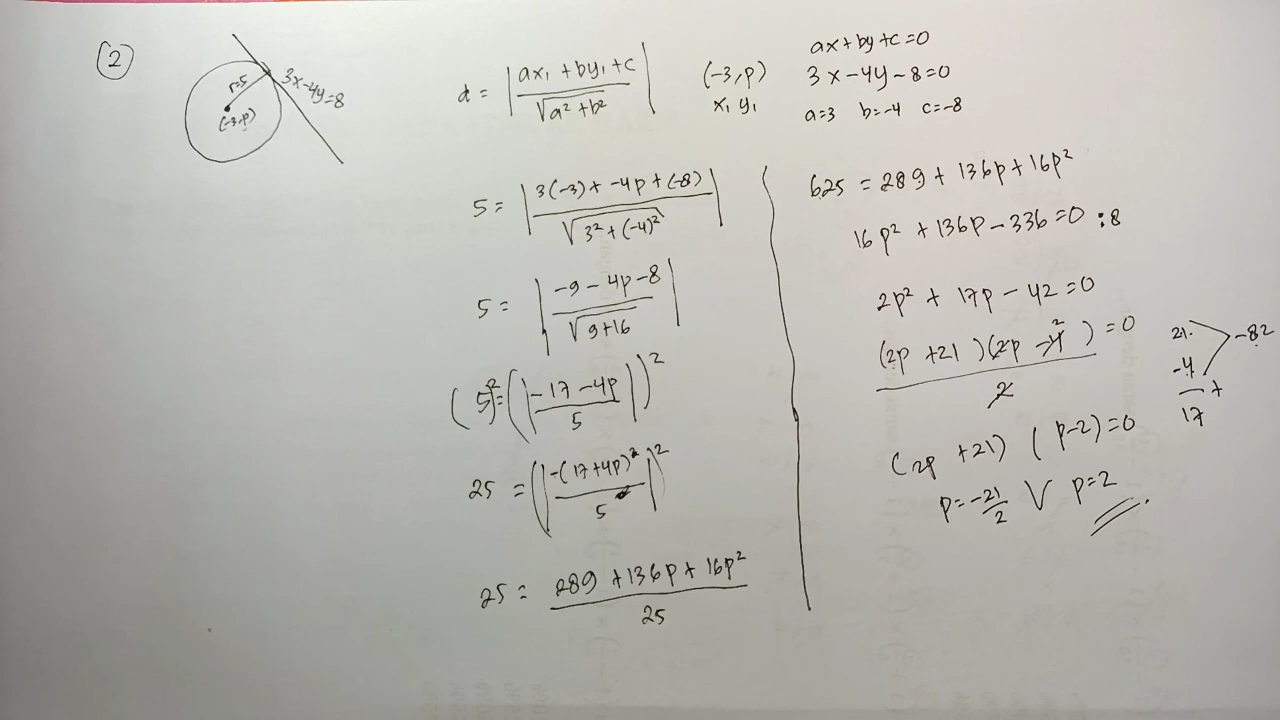 (2)
r=5
(-3,p)
3x-4y=8
d = | ax₁ + by₁ + c / √a² + b² |
(-3, p)
x₁ y₁
ax + by + c = 0
3x - 4y - 8 = 0
a=3 b=-4 c=-8
5 = | 3(-3) + -4p + (-8) / √3² + (-4)² |
5 = | -9 - 4p - 8 / √9+16 |
(5)² = (| -17 - 4p / 5 |)²
25 = (| -(17+4p)² / 5 |)²
25 = 289 + 136p + 16p² / 25
625 = 289 + 136p + 16p²
16p² + 136p - 336 = 0 :8
2p² + 17p - 42 = 0
(2p + 21)(2p - 4 2) = 0
2
21
-4
17 +
-82
(2p + 21) (p-2) = 0
p = -21/2 V p = 2